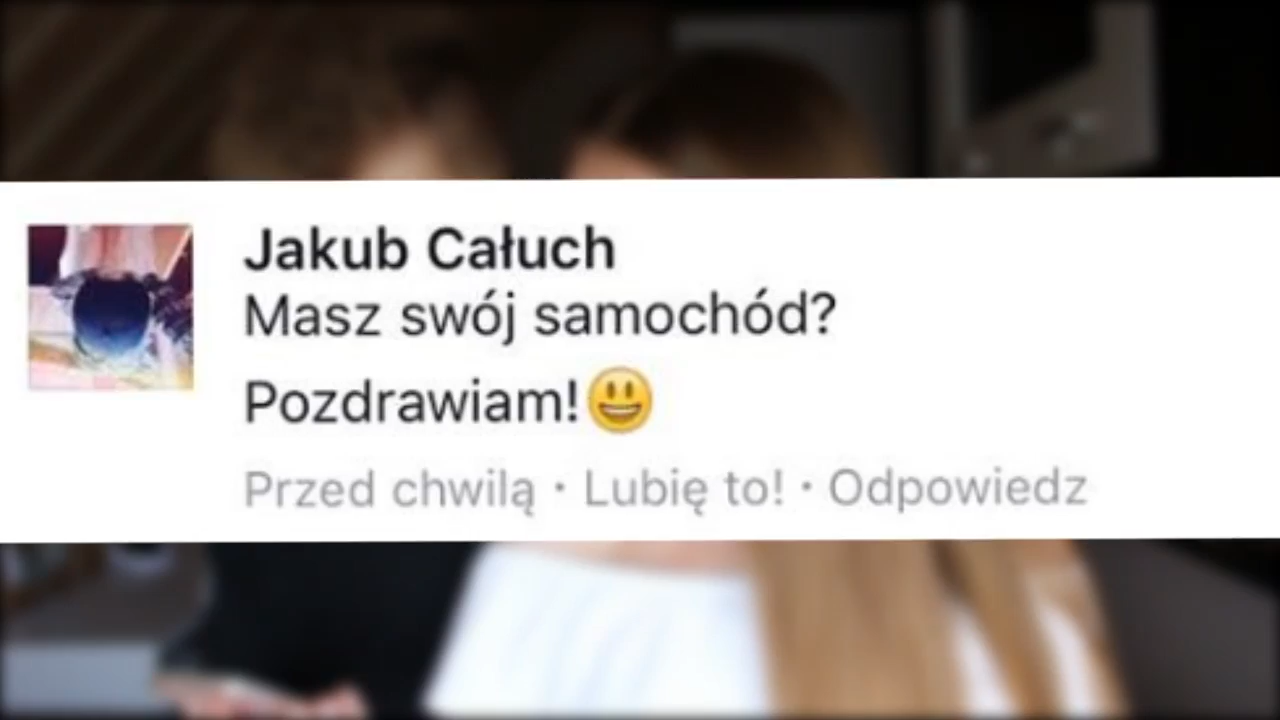 Jakub Całuch
Masz swój samochód?
Pozdrawiam!😃
Przed chwilą · Lubię to! · Odpowiedz